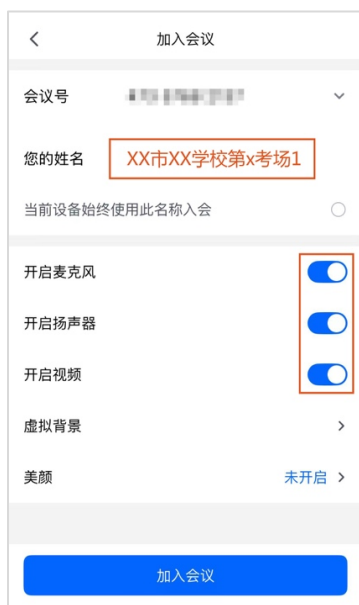 加入会议
会议号
您的姓名 XX市XX学校第x考场1
当前设备始终使用此名称入会
开启麦克风
开启扬声器
开启视频
虚拟背景
美颜 未开启
加入会议